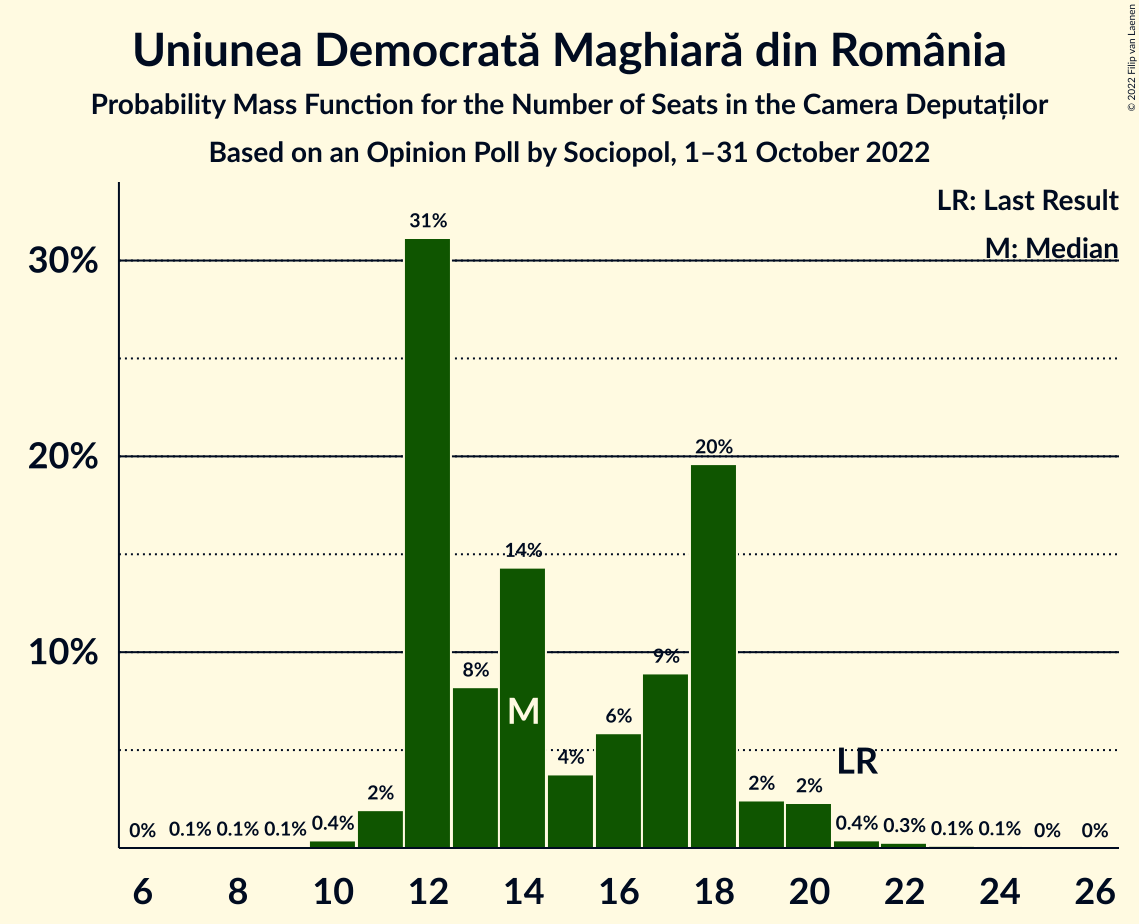 Uniunea Democrată Maghiară din România
Probability Mass Function for the Number of Seats in the Camera Deputaților
Based on an Opinion Poll by Sociopol, 1–31 October 2022
© 2022 Filip van Laenen
LR: Last Result
M: Median
30%
20%
10%
0%
0.1%
0.1%
0.1%
0.4%
2%
31%
8%
14%
4%
6%
9%
20%
2%
2%
0.4%
0.3%
0.1%
0.1%
0%
0%
M
LR
6 8 10 12 14 16 18 20 22 24 26